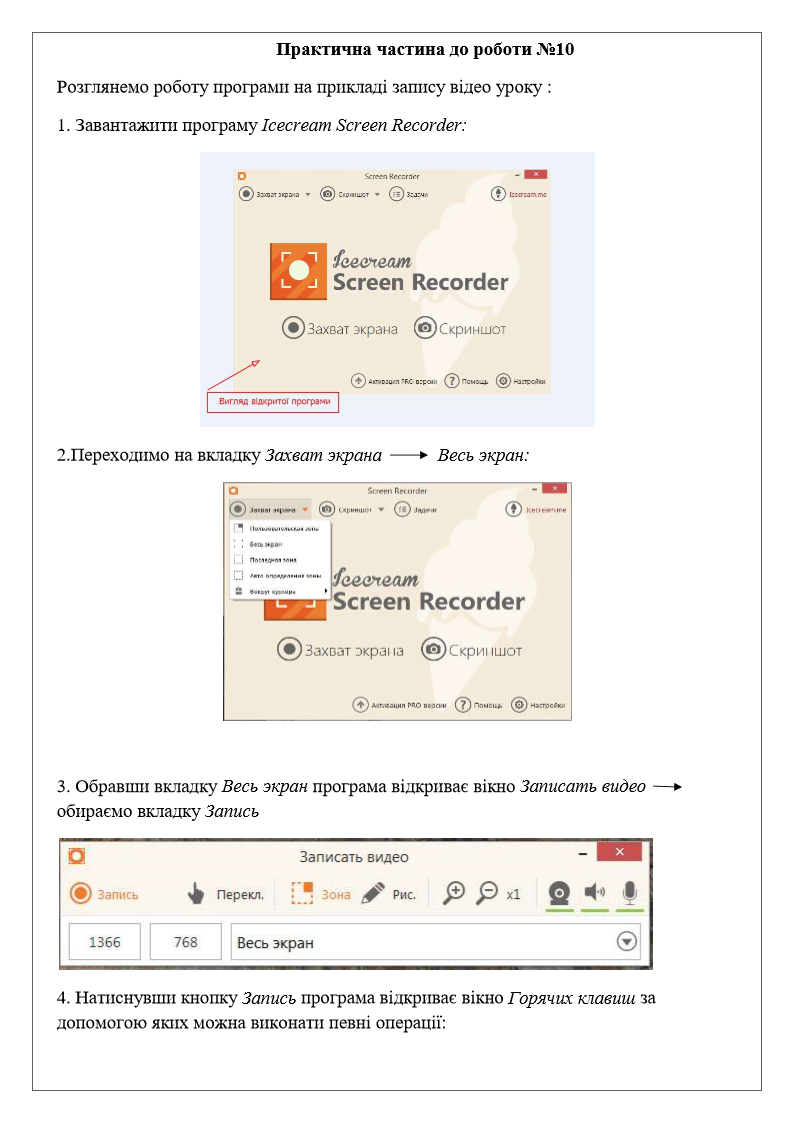 Практична частина до роботи №10
Розглянемо роботу програми на прикладі запису відео уроку :
1. Завантажити програму Icecream Screen Recorder:
Screen Recorder
Захват экрана
Скриншот
Задачи
Icecream.me
Icecream
Screen Recorder
Захват экрана
Скриншот
Активация PRO версии
Помощь
Настройки
Вигляд відкритої програми
2.Переходимо на вкладку Захват экрана Весь экран:
Screen Recorder
Захват экрана
Скриншот
Задачи
Icecream.me
Пользовательская зона
Весь экран
Последняя зона
Авто определение зоны
Вокруг курсора
Icecream
Screen Recorder
Захват экрана
Скриншот
Активация PRO версии
Помощь
Настройки
3. Обравши вкладку Весь экран програма відкриває вікно Записать видео
обираємо вкладку Запись
Записать видео
Запись
Перекл.
Зона
Рис.
x1
1366
768
Весь экран
4. Натиснувши кнопку Запись програма відкриває вікно Горячих клавиш за
допомогою яких можна виконати певні операції: